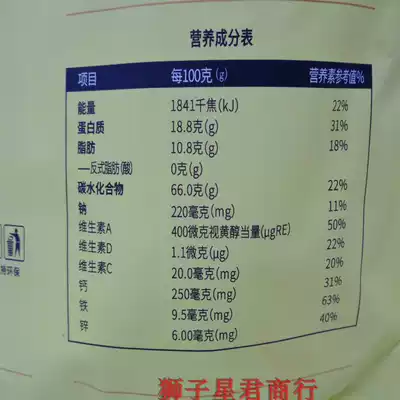 营养成分表
项目 每100克(g) 营养素参考值%
能量 1841千焦(kJ) 22%
蛋白质 18.8克(g) 31%
脂肪 10.8克(g) 18%
——反式脂肪(酸) 0克(g)
碳水化合物 66.0克(g) 22%
钠 220毫克(mg) 11%
维生素A 400微克视黄醇当量(μgRE) 50%
维生素D 1.1微克(μg) 22%
维生素C 20.0毫克(mg) 20%
钙 250毫克(mg) 31%
铁 9.5毫克(mg) 63%
锌 6.00毫克(mg) 40%
狮子星君商行